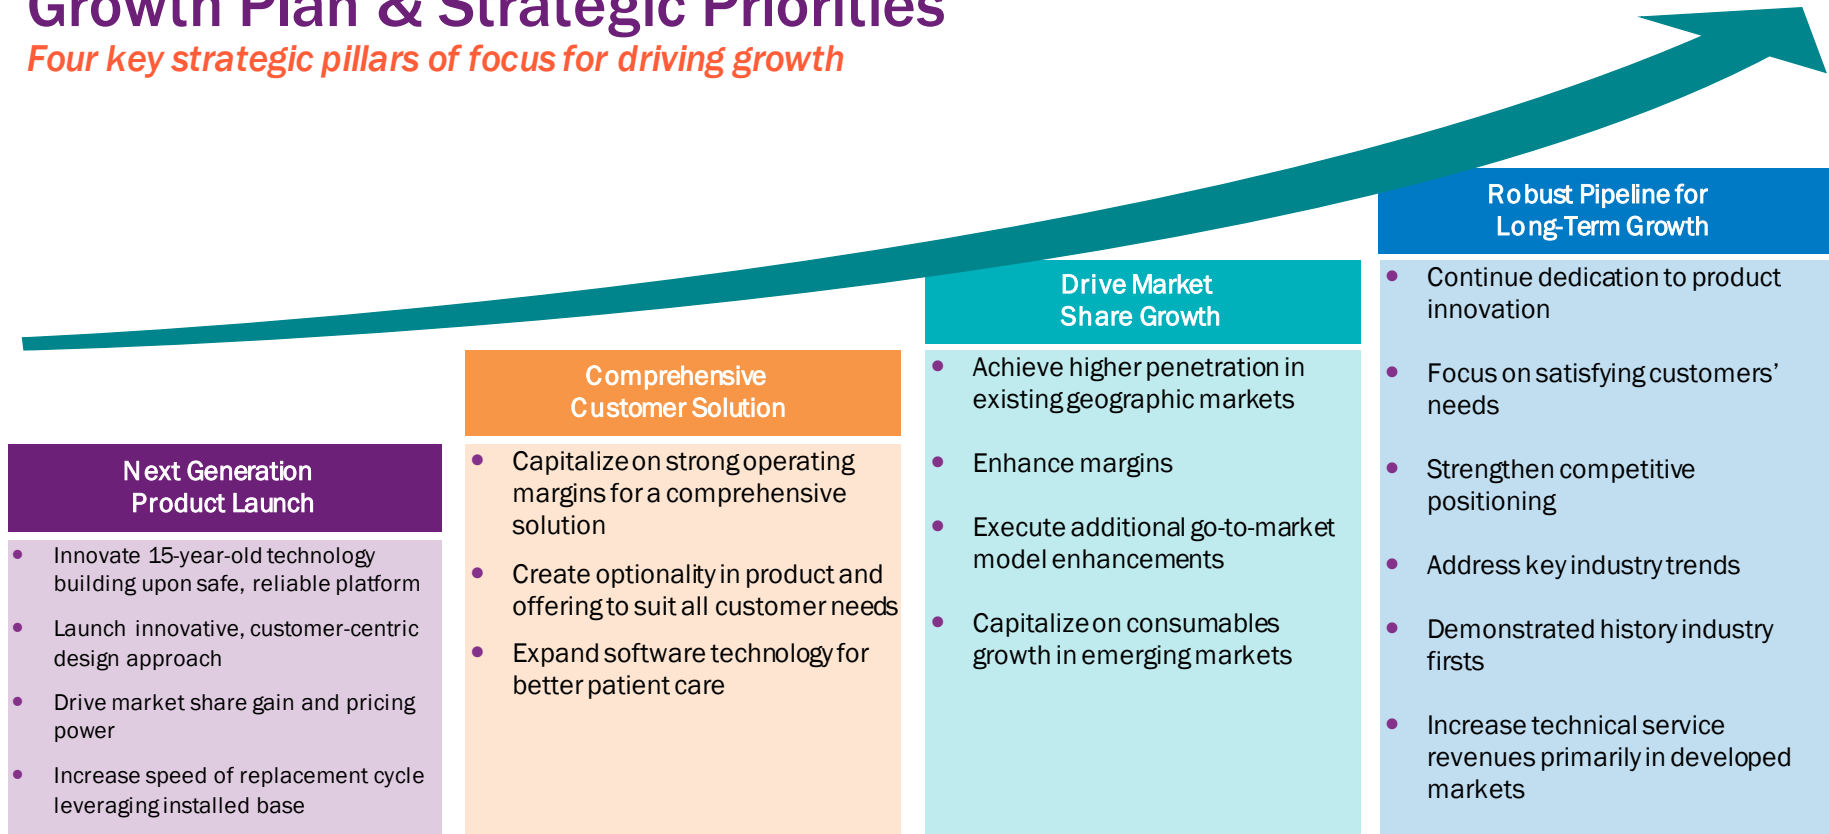 Growth Plan & Strategic Priorities
Four key strategic pillars of focus for driving growth
Next Generation
Product Launch
• Innovate 15-year-old technology
building upon safe, reliable platform
• Launch innovative, customer-centric
design approach
• Drive market share gain and pricing
power
• Increase speed of replacement cycle
leveraging installed base
Comprehensive
Customer Solution
• Capitalize on strong operating
margins for a comprehensive
solution
• Create optionality in product and
offering to suit all customer needs
• Expand software technology for
better patient care
Drive Market
Share Growth
• Achieve higher penetration in
existing geographic markets
• Enhance margins
• Execute additional go-to-market
model enhancements
• Capitalize on consumables
growth in emerging markets
Robust Pipeline for
Long-Term Growth
• Continue dedication to product
innovation
• Focus on satisfying customers’
needs
• Strengthen competitive
positioning
• Address key industry trends
• Demonstrated history industry
firsts
• Increase technical service
revenues primarily in developed
markets